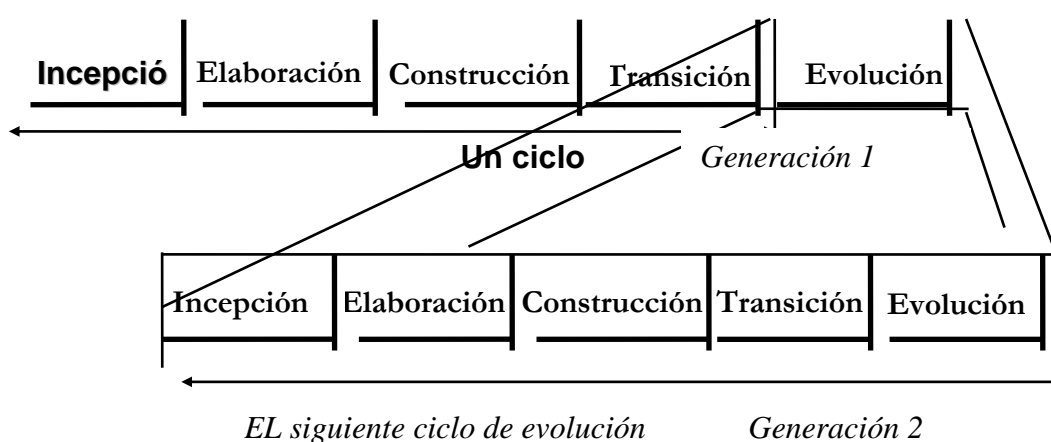 Incepció Elaboración Construcción Transición Evolución
Un ciclo Generación 1
Incepción Elaboración Construcción Transición Evolución
EL siguiente ciclo de evolución Generación 2